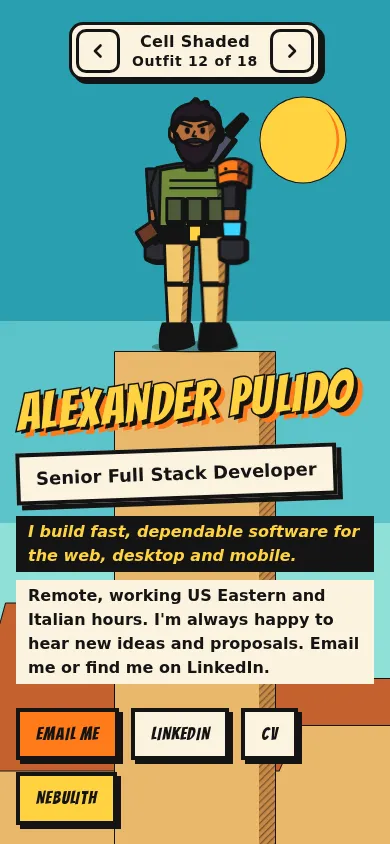 Cell Shaded
Outfit 12 of 18
ALEXANDER PULIDO
Senior Full Stack Developer
I build fast, dependable software for
the web, desktop and mobile.
Remote, working US Eastern and
Italian hours. I'm always happy to
hear new ideas and proposals. Email
me or find me on LinkedIn.
EMAIL ME
LINKEDIN
CV
NEBULITH